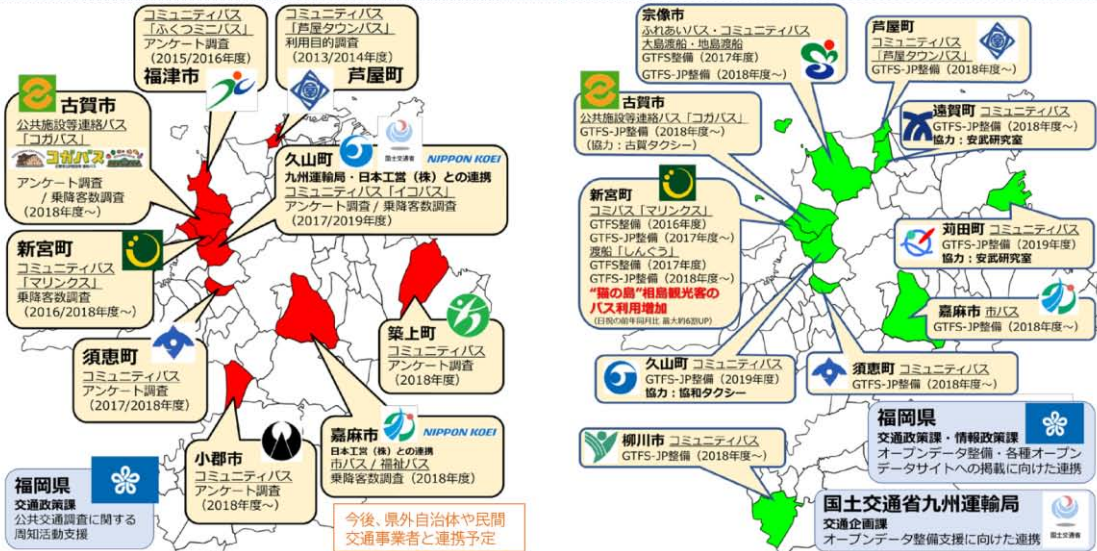 コミュニティバス
「ふくつミニバス」
アンケート調査
(2015/2016年度)
福津市
コミュニティバス
「芦屋タウンバス」
利用目的調査
(2013/2014年度)
芦屋町
古賀市
公共施設等連絡バス
「コガバス」
コガバス
アンケート調査
/ 乗降客数調査
(2018年度～)
久山町
国土交通省
NIPPON KOEI
九州運輸局・日本工営（株）との連携
コミュニティバス「イコバス」
アンケート調査 / 乗降客数調査
(2017/2019年度)
新宮町
コミュニティバス
「マリンクス」
乗降客数調査
(2016/2018年度～)
須恵町
コミュニティバス
アンケート調査
(2017/2018年度)
築上町
コミュニティバス
アンケート調査
(2018年度)
小郡市
コミュニティバス
アンケート調査
(2018年度～)
嘉麻市 NIPPON KOEI
日本工営（株）との連携
市バス / 福祉バス
乗降客数調査（2018年度）
福岡県
交通政策課
公共交通調査に関する
周知活動支援
今後、県外自治体や民間
交通事業者と連携予定
宗像市
ふれあいバス・コミュニティバス
大島渡船・地島渡船
GTFS整備（2017年度）
GTFS-JP整備（2018年度～）
芦屋町
コミュニティバス
「芦屋タウンバス」
GTFS-JP整備（2018年度～）
古賀市
公共施設等連絡バス「コガバス」
GTFS-JP整備（2018年度～）
（協力：古賀タクシー）
遠賀町 コミュニティバス
GTFS-JP整備（2018年度～）
協力：安武研究室
新宮町
コミバス「マリンクス」
GTFS整備（2016年度）
GTFS-JP整備（2017年度～）
渡船「しんぐう」
GTFS整備（2017年度）
GTFS-JP整備（2018年度～）
“猫の島”相島観光客の
バス利用増加
（日祝の前年同月比 最大約6割UP）
苅田町 コミュニティバス
GTFS-JP整備（2019年度）
協力：安武研究室
嘉麻市 市バス
GTFS-JP整備（2018年度～）
久山町 コミュニティバス
GTFS-JP整備（2019年度）
協力：協和タクシー
須恵町 コミュニティバス
GTFS-JP整備（2018年度～）
柳川市 コミュニティバス
GTFS-JP整備（2018年度～）
福岡県
交通政策課・情報政策課
オープンデータ整備・各種オープン
データサイトへの掲載に向けた連携
国土交通省九州運輸局
交通企画課
オープンデータ整備支援に向けた連携
国土交通省